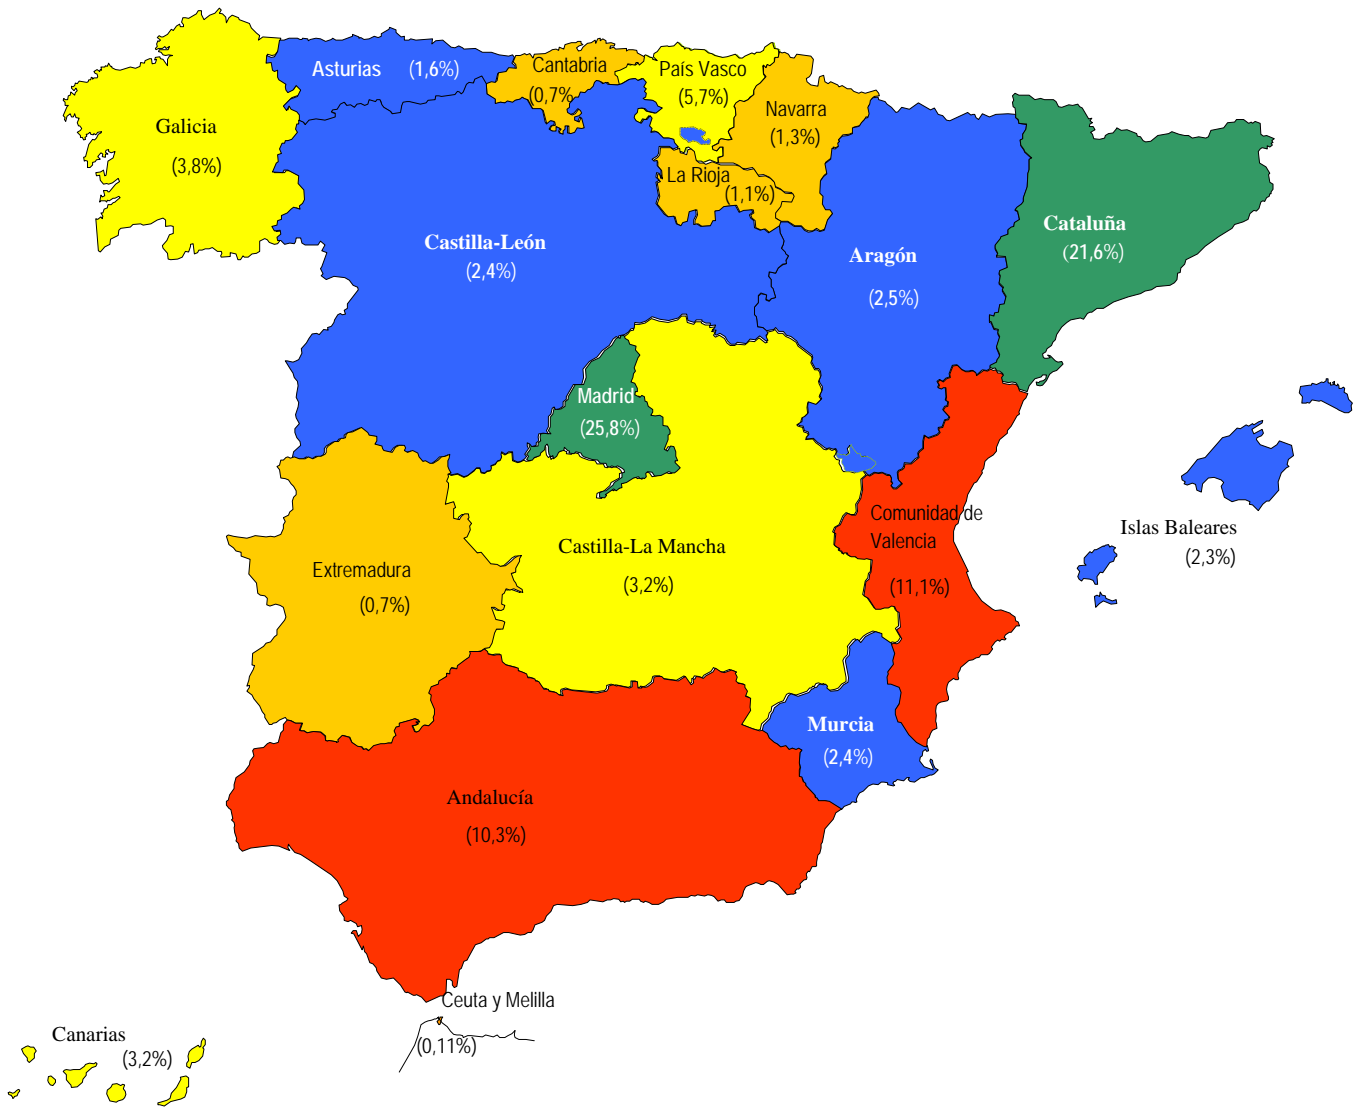 Asturias (1,6%)
Cantabria
(0,7%
País Vasco
(5,7%)
Navarra
(1,3%)
Galicia
(3,8%)
La Rioja
(1,1%)
Castilla-León
(2,4%)
Aragón
(2,5%)
Cataluña
(21,6%)
Madrid
(25,8%)
Comunidad de
Valencia
(11,1%)
Islas Baleares
(2,3%)
Castilla-La Mancha
(3,2%)
Extremadura
(0,7%)
Murcia
(2,4%)
Andalucía
(10,3%)
Ceuta y Melilla
(0,11%)
Canarias
(3,2%)